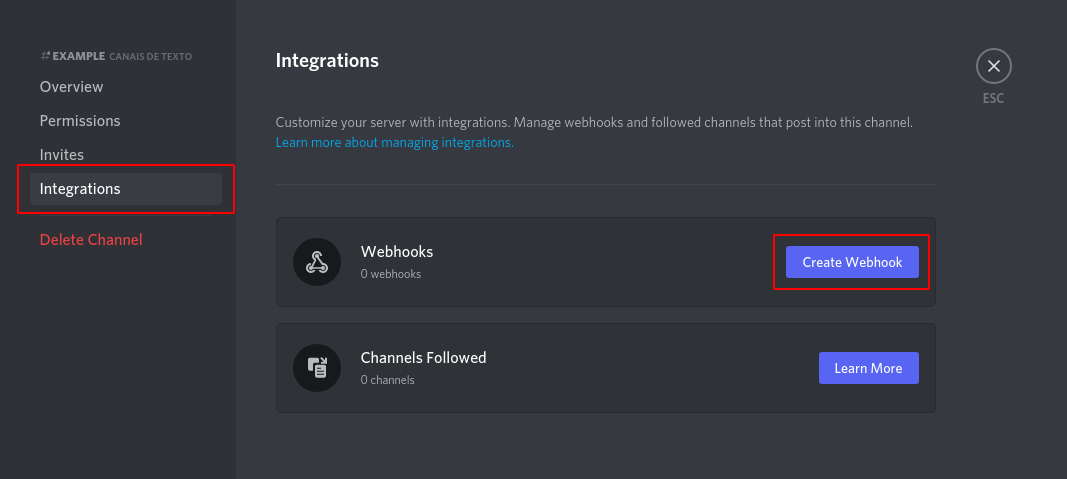 EXAMPLE CANAIS DE TEXTO
Overview
Permissions
Invites
Integrations
Delete Channel
Integrations
ESC
Customize your server with integrations. Manage webhooks and followed channels that post into this channel.
Learn more about managing integrations.
Webhooks
0 webhooks
Create Webhook
Channels Followed
0 channels
Learn More